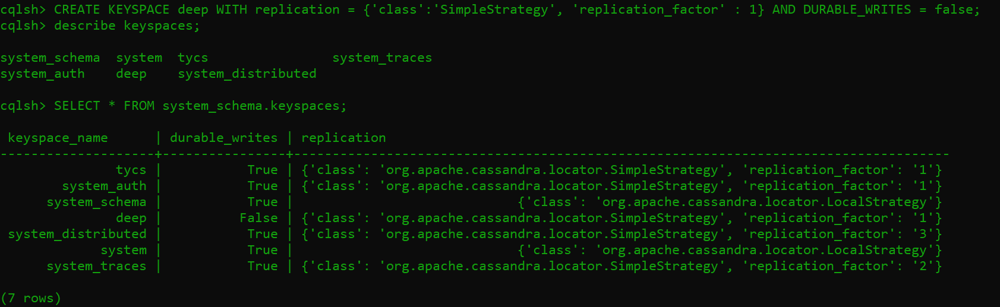 cqlsh> CREATE KEYSPACE deep WITH replication = {'class':'SimpleStrategy', 'replication_factor' : 1} AND DURABLE_WRITES = false;
cqlsh> describe keyspaces;
system_schema  system  tycs                system_traces
system_auth    deep    system_distributed
cqlsh> SELECT * FROM system_schema.keyspaces;
 keyspace_name      | durable_writes | replication
--------------------+----------------+-------------------------------------------------------------------------------------
               tycs |           True | {'class': 'org.apache.cassandra.locator.SimpleStrategy', 'replication_factor': '1'}
        system_auth |           True | {'class': 'org.apache.cassandra.locator.SimpleStrategy', 'replication_factor': '1'}
      system_schema |           True |                             {'class': 'org.apache.cassandra.locator.LocalStrategy'}
               deep |          False | {'class': 'org.apache.cassandra.locator.SimpleStrategy', 'replication_factor': '1'}
 system_distributed |           True | {'class': 'org.apache.cassandra.locator.SimpleStrategy', 'replication_factor': '3'}
             system |           True |                             {'class': 'org.apache.cassandra.locator.LocalStrategy'}
      system_traces |           True | {'class': 'org.apache.cassandra.locator.SimpleStrategy', 'replication_factor': '2'}
(7 rows)